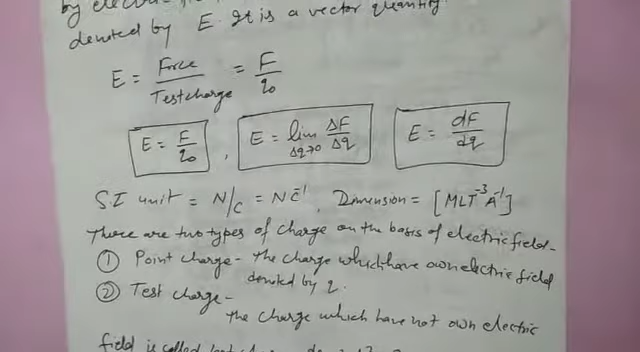 by
denoted by E. It is a vector quantity.
E = Force/Testcharge = F/q₀
E = F/q₀ , E = lim Δq→0 ΔF/Δq E = dF/dq
S.I unit = N/C = NC⁻¹, Dimension = [MLT⁻³A⁻¹]
There are two types of charge on the basis of electric field-
① Point charge - The charge which have own electric field
denoted by q.
② Test charge -
The charge which have not own electric
field is called